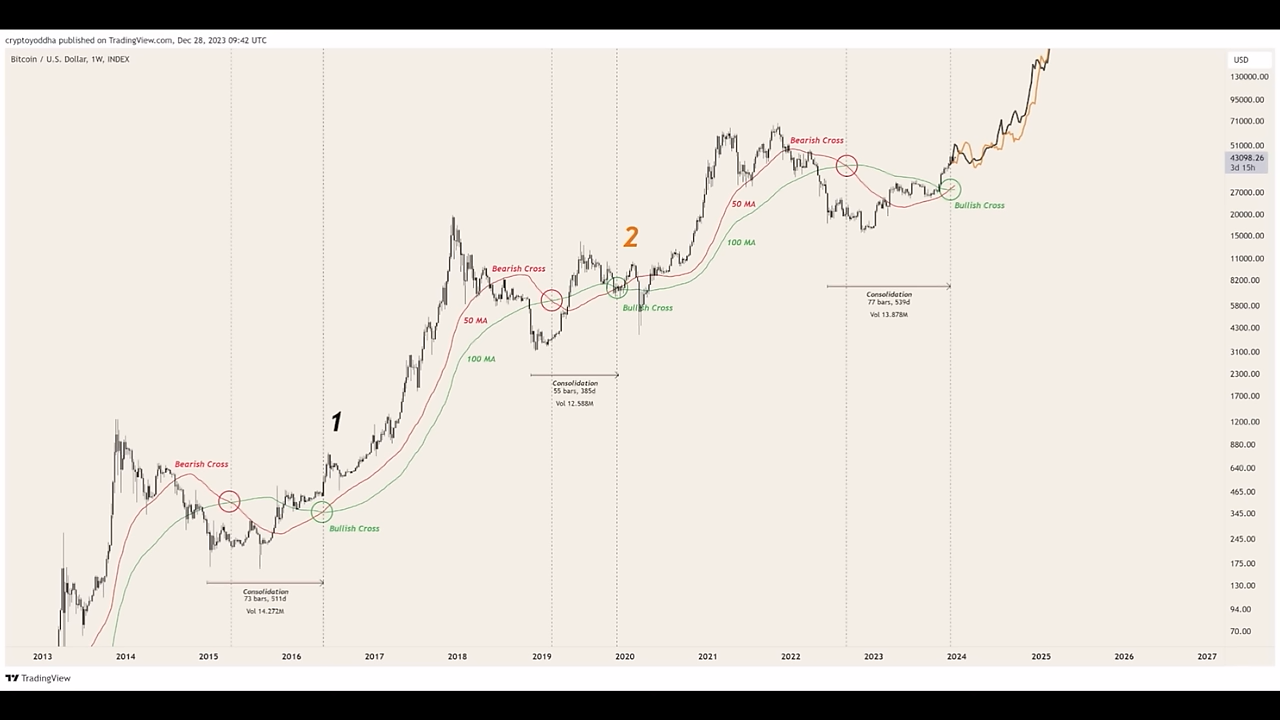 cryptoyoddha published on TradingView.com, Dec 28, 2023 09:42 UTC
Bitcoin / U.S. Dollar, 1W, INDEX
USD
130000.00
95000.00
71000.00
51000.00
43098.26
3d 15h
27000.00
20000.00
15000.00
11000.00
8200.00
5800.00
4300.00
3100.00
2300.00
1700.00
1200.00
880.00
640.00
465.00
345.00
245.00
175.00
130.00
94.00
70.00
Bearish Cross
50 MA
100 MA
Bullish Cross
Consolidation
77 bars, 539d
Vol 13.878M
2
Bearish Cross
50 MA
100 MA
Bullish Cross
Consolidation
55 bars, 385d
Vol 12.588M
1
Bearish Cross
Bullish Cross
Consolidation
73 bars, 511d
Vol 14.272M
2013 2014 2015 2016 2017 2018 2019 2020 2021 2022 2023 2024 2025 2026 2027
TradingView